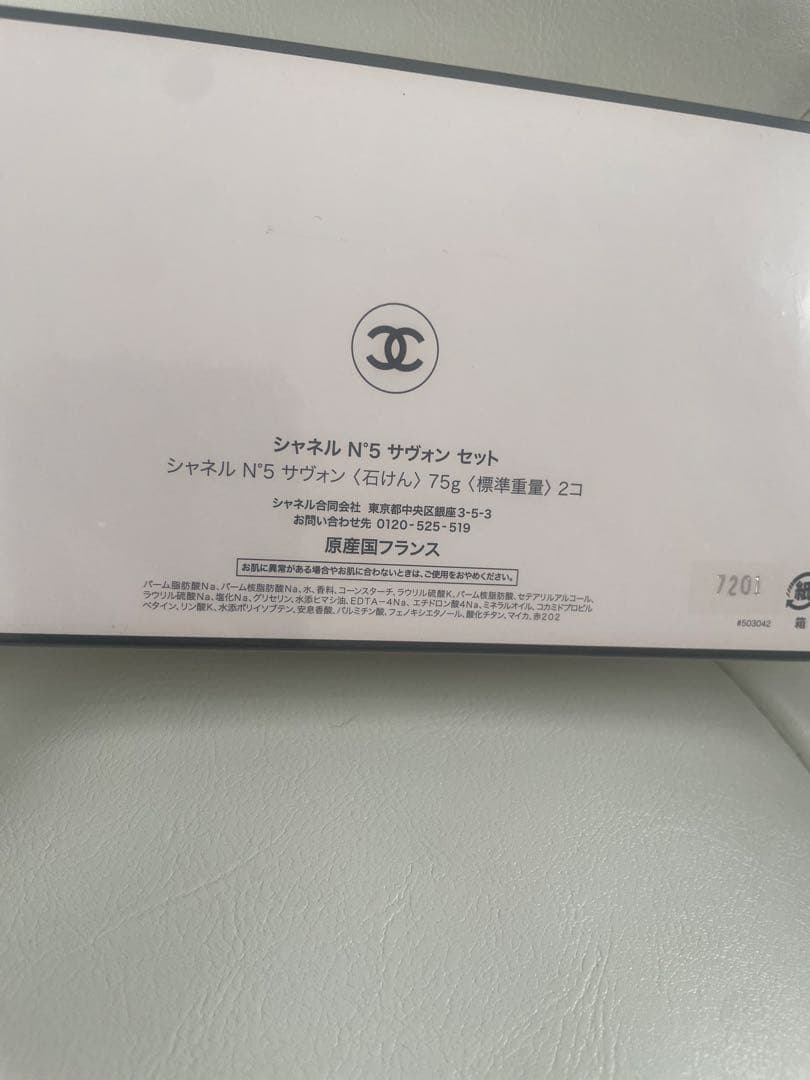 シャネル N°5 サヴォン セット
シャネル N°5 サヴォン〈石けん〉75g〈標準重量〉2コ
シャネル合同会社 東京都中央区銀座3-5-3
お問い合わせ先 0120-525-519
原産国フランス
お肌に異常がある場合やお肌に合わないときは、ご使用をおやめください。
パーム脂肪酸Na、パーム核脂肪酸Na、水、香料、コーンスターチ、ラウリル硫酸K、パーム核脂肪酸、セテアリルアルコール、
ラウリル硫酸Na、塩化Na、グリセリン、水添ヒマシ油、EDTA-4Na、エチドロン酸4Na、ミネラルオイル、コカミドプロピル
ベタイン、リン酸K、水添ポリイソブテン、安息香酸、パルミチン酸、フェノキシエタノール、酸化チタン、マイカ、赤202
7201
#503042
紙
箱